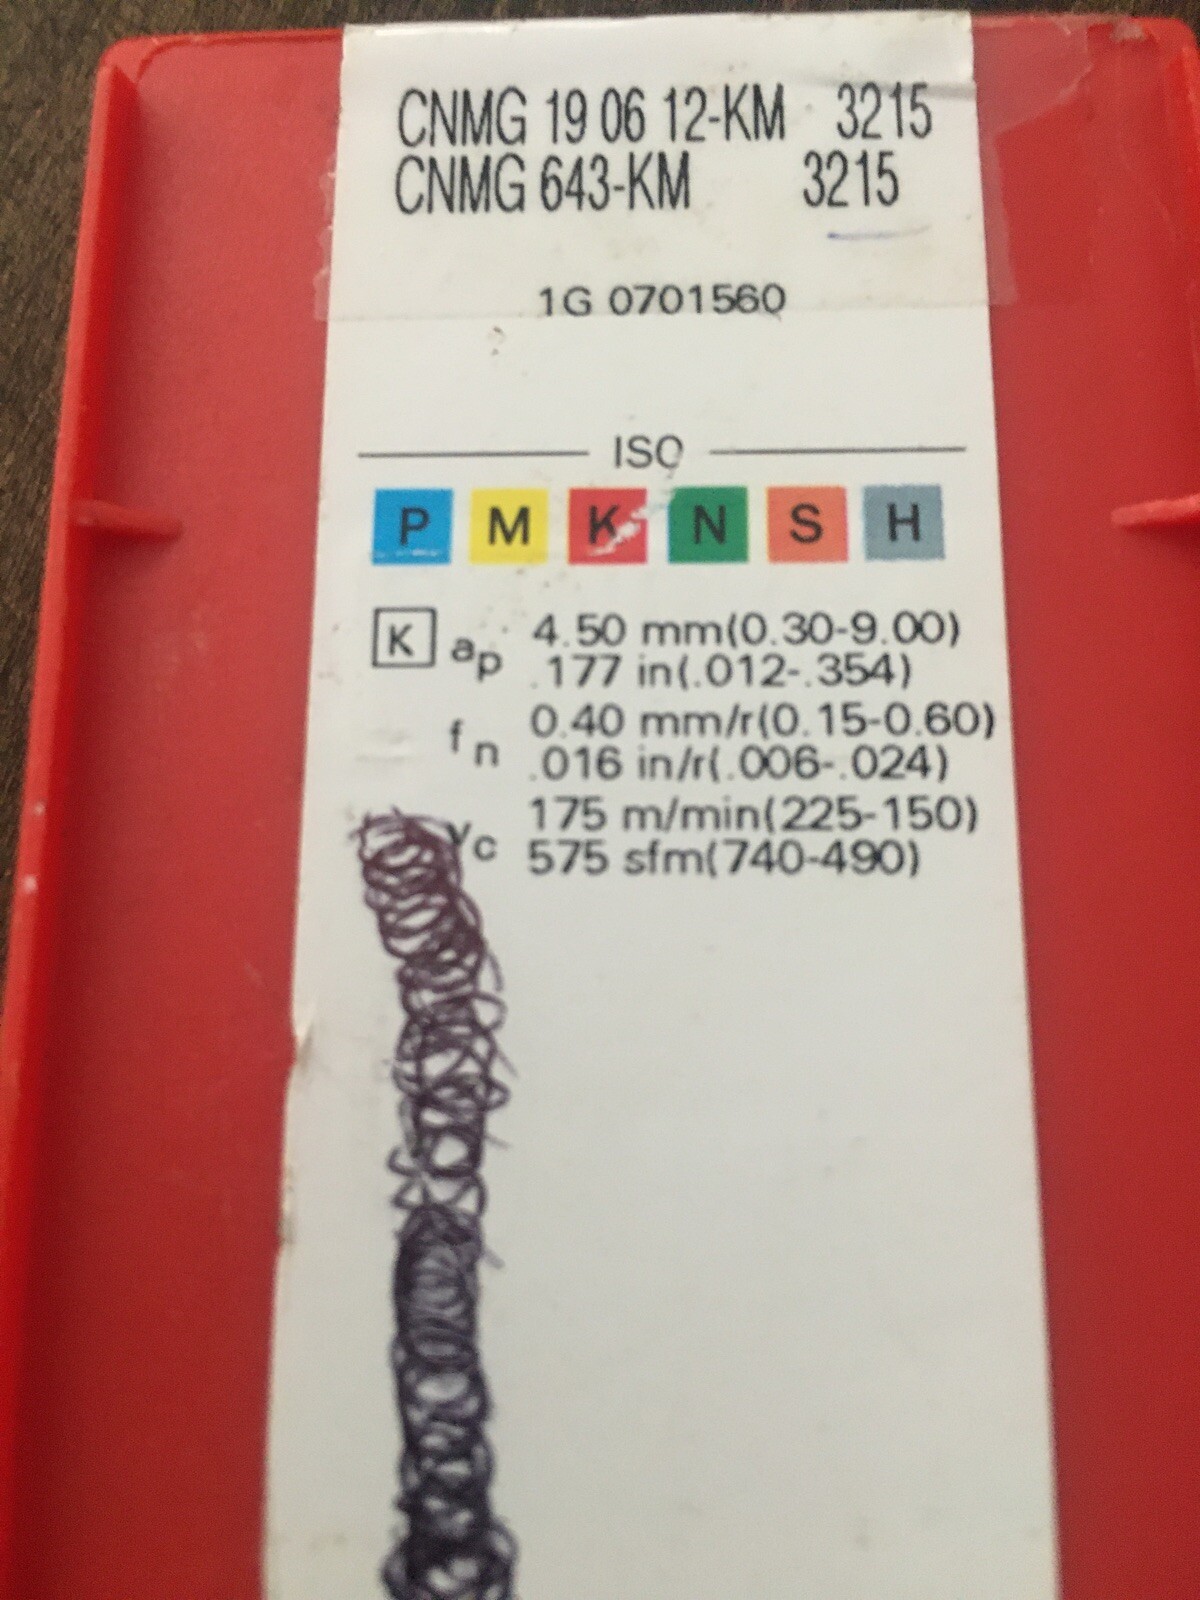 CNMG 19 06 12-KM 3215
CNMG 643-KM 3215
1G 0701560
ISO
P M K N S H
K ap 4.50 mm(0.30-9.00)
.177 in(.012-.354)
fn 0.40 mm/r(0.15-0.60)
.016 in/r(.006-.024)
vc 175 m/min(225-150)
575 sfm(740-490)